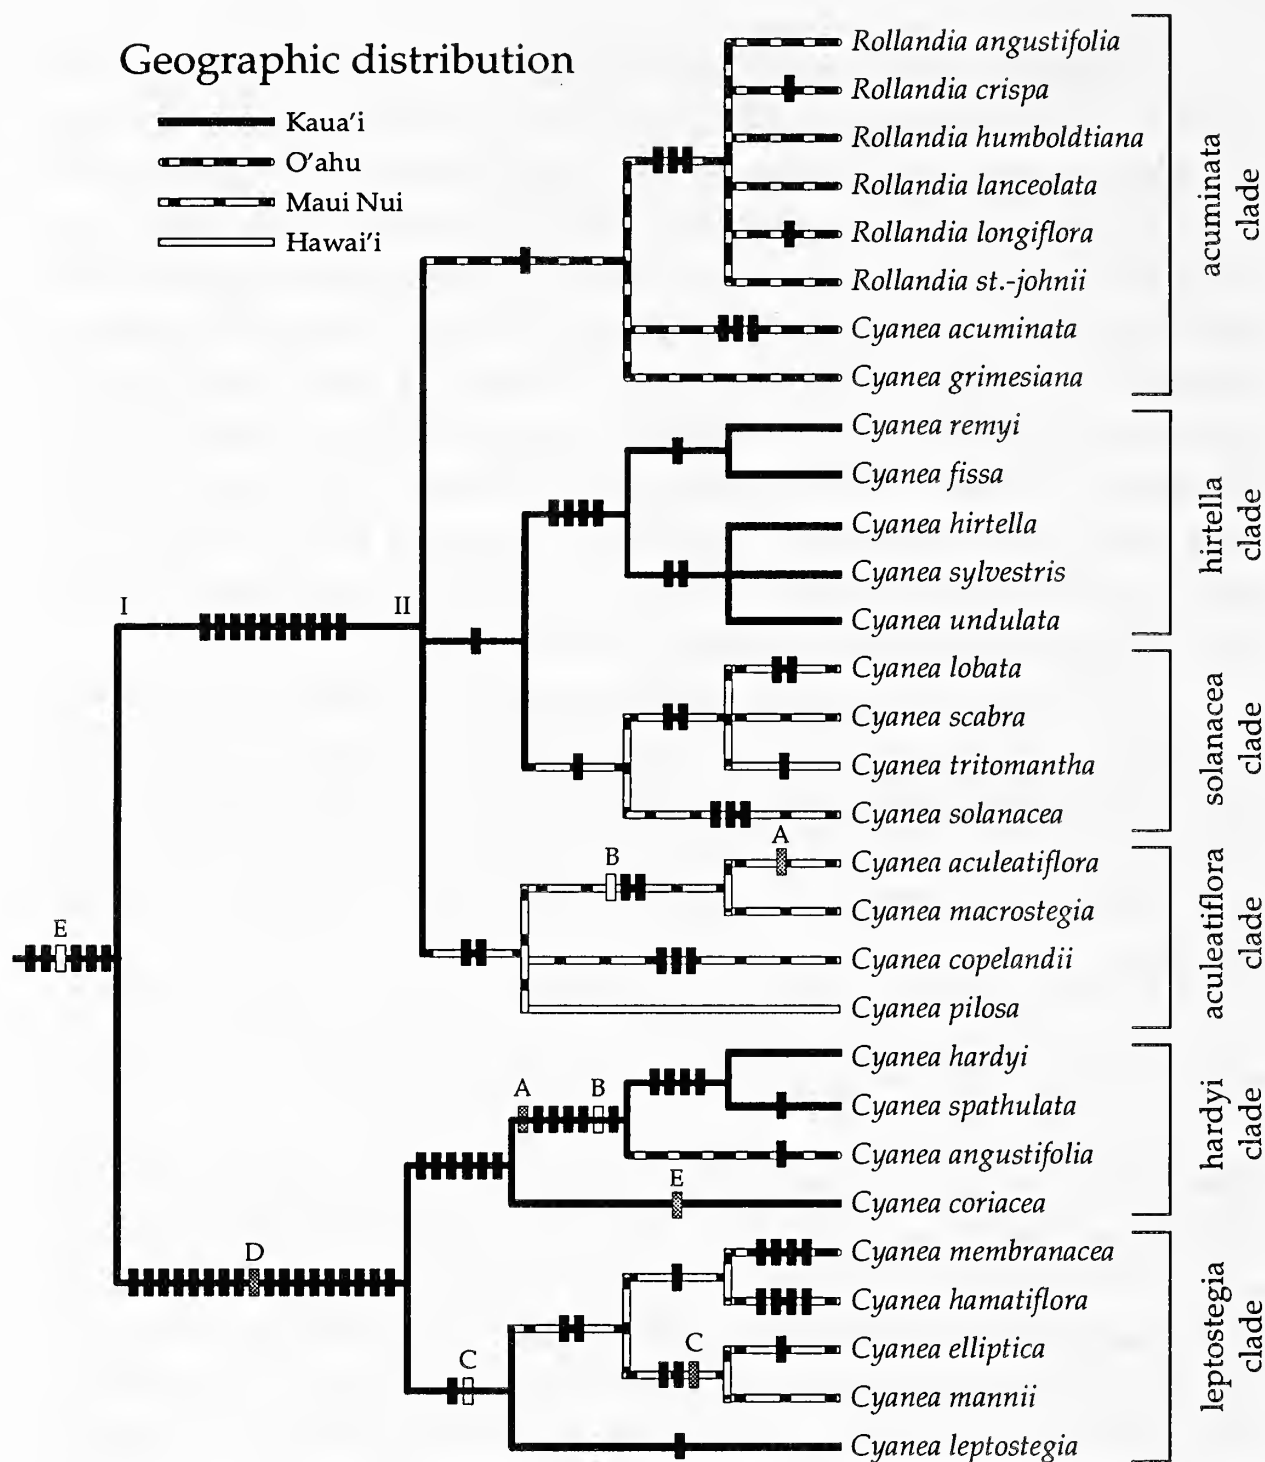 Geographic distribution
Kaua'i
O'ahu
Maui Nui
Hawai'i
Rollandia angustifolia
Rollandia crispa
Rollandia humboldtiana
Rollandia lanceolata
Rollandia longiflora
Rollandia st.-johnii
Cyanea acuminata
Cyanea grimesiana
acuminata
clade
Cyanea remyi
Cyanea fissa
Cyanea hirtella
Cyanea sylvestris
Cyanea undulata
hirtella
clade
I
II
Cyanea lobata
Cyanea scabra
Cyanea tritomantha
Cyanea solanacea
solanacea
clade
A
B
Cyanea aculeatiflora
Cyanea macrostegia
Cyanea copelandii
Cyanea pilosa
aculeatiflora
clade
E
Cyanea hardyi
A
B
Cyanea spathulata
Cyanea angustifolia
E
Cyanea coriacea
hardyi
clade
D
Cyanea membranacea
Cyanea hamatiflora
C
C
Cyanea elliptica
Cyanea mannii
Cyanea leptostegia
leptostegia
clade